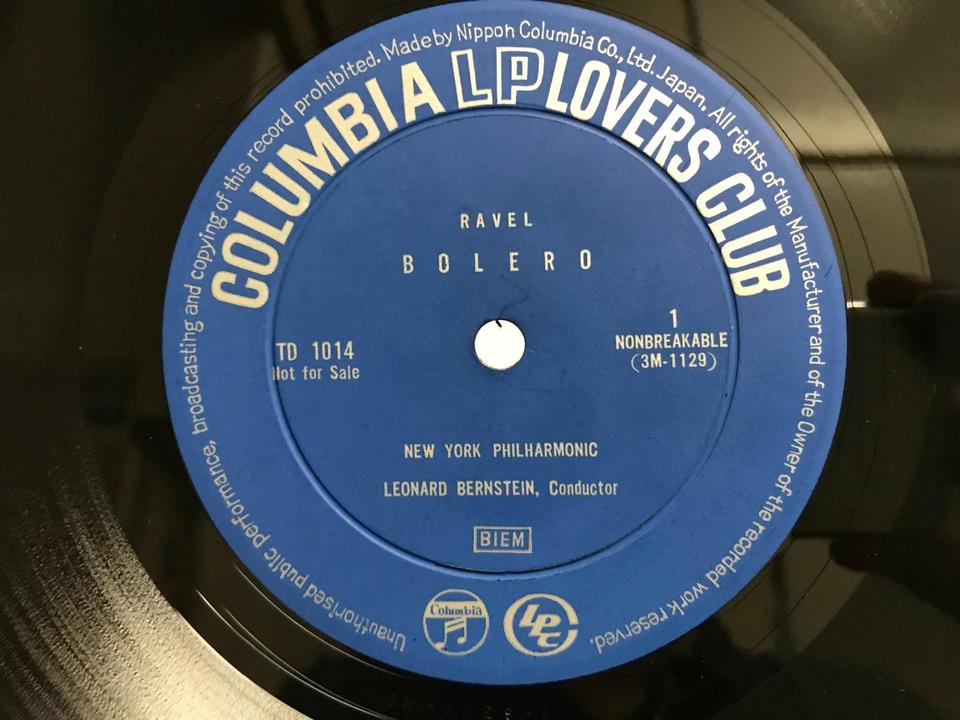 Made by Nippon Columbia Co., Ltd. Japan. All rights of the Manufacturer and of the Owner of the recorded work reserved.
Unauthorised public performance, broadcasting and copying of this record prohibited.
COLUMBIA LP LOVERS CLUB
RAVEL
BOLERO
TD 1014
Not for Sale
1
NONBREAKABLE
(3M-1129)
NEW YORK PHILHARMONIC
LEONARD BERNSTEIN, Conductor
BIEM
Columbia
LPC